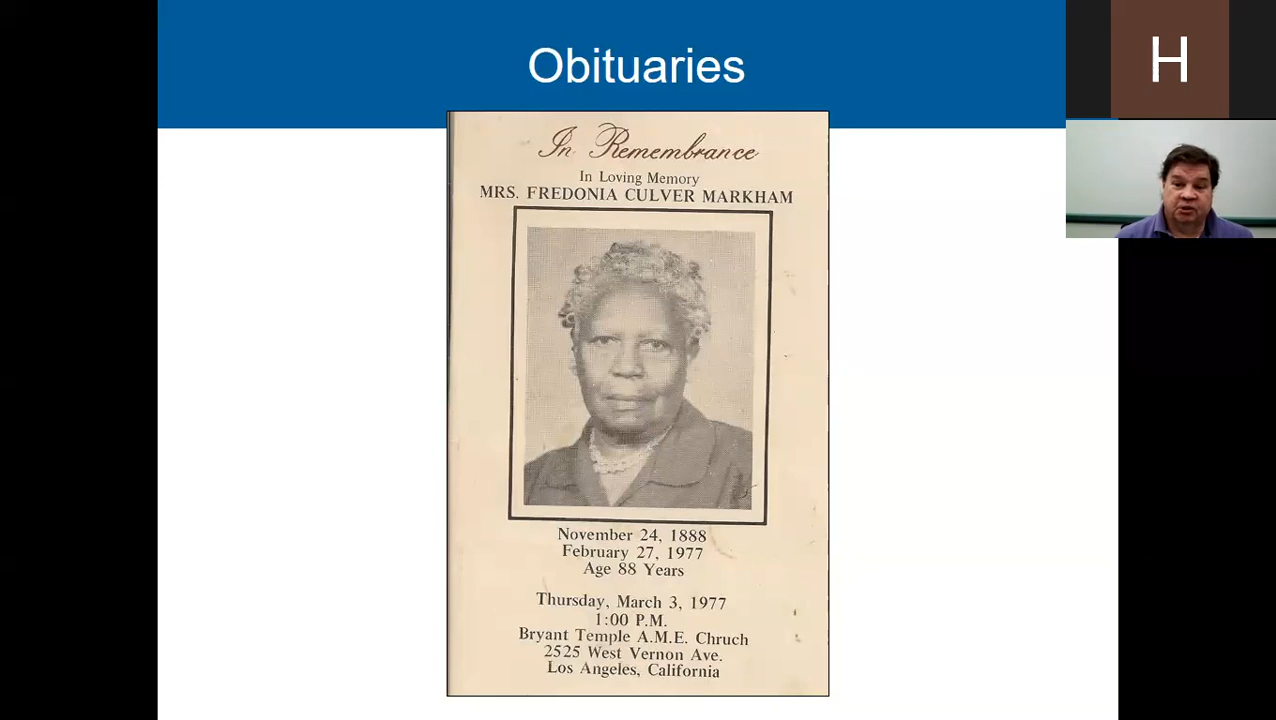 Obituaries
H
In Remembrance
In Loving Memory
MRS. FREDONIA CULVER MARKHAM
November 24, 1888
February 27, 1977
Age 88 Years
Thursday, March 3, 1977
1:00 P.M.
Bryant Temple A.M.E. Chruch
2525 West Vernon Ave.
Los Angeles, California